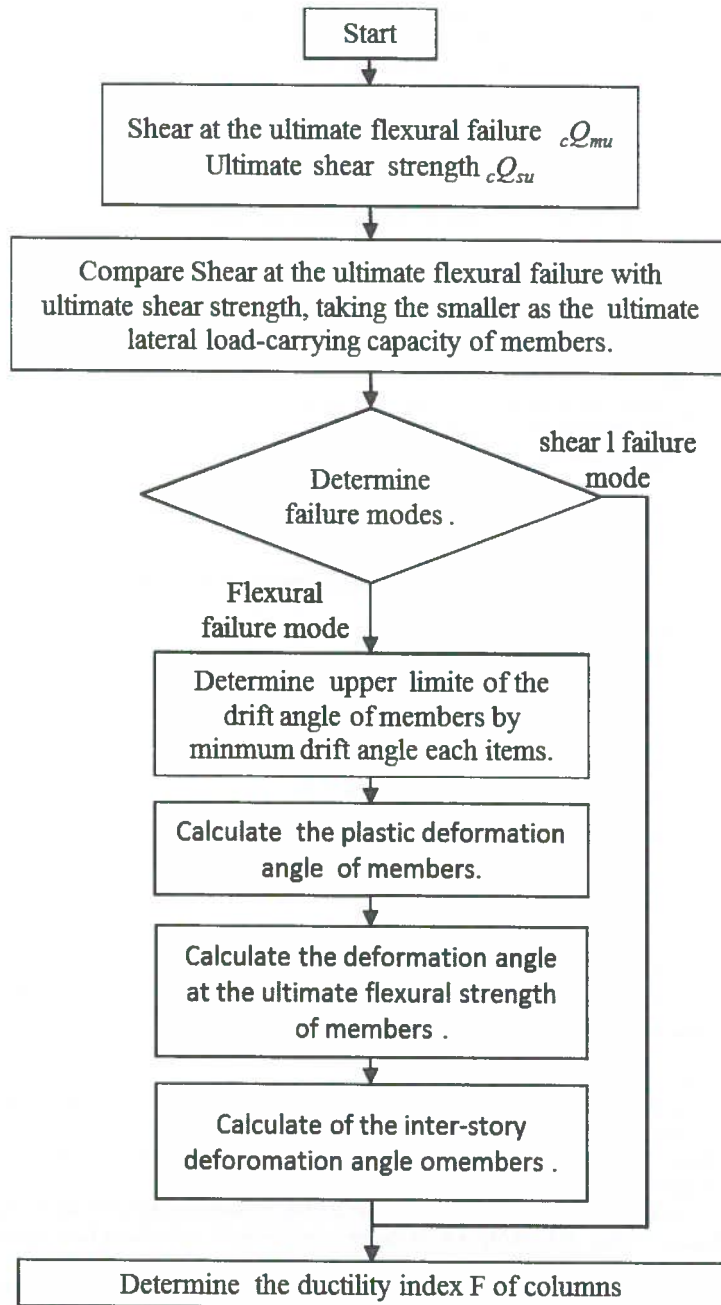 Start
Shear at the ultimate flexural failure cQmu
Ultimate shear strength cQsu
Compare Shear at the ultimate flexural failure with
ultimate shear strength, taking the smaller as the ultimate
lateral load-carrying capacity of members.
shear l failure
mode
Determine
failure modes .
Flexural
failure mode
Determine upper limite of the
drift angle of members by
minmum drift angle each items.
Calculate the plastic deformation
angle of members.
Calculate the deformation angle
at the ultimate flexural strength
of members .
Calculate of the inter-story
deforomation angle omembers .
Determine the ductility index F of columns